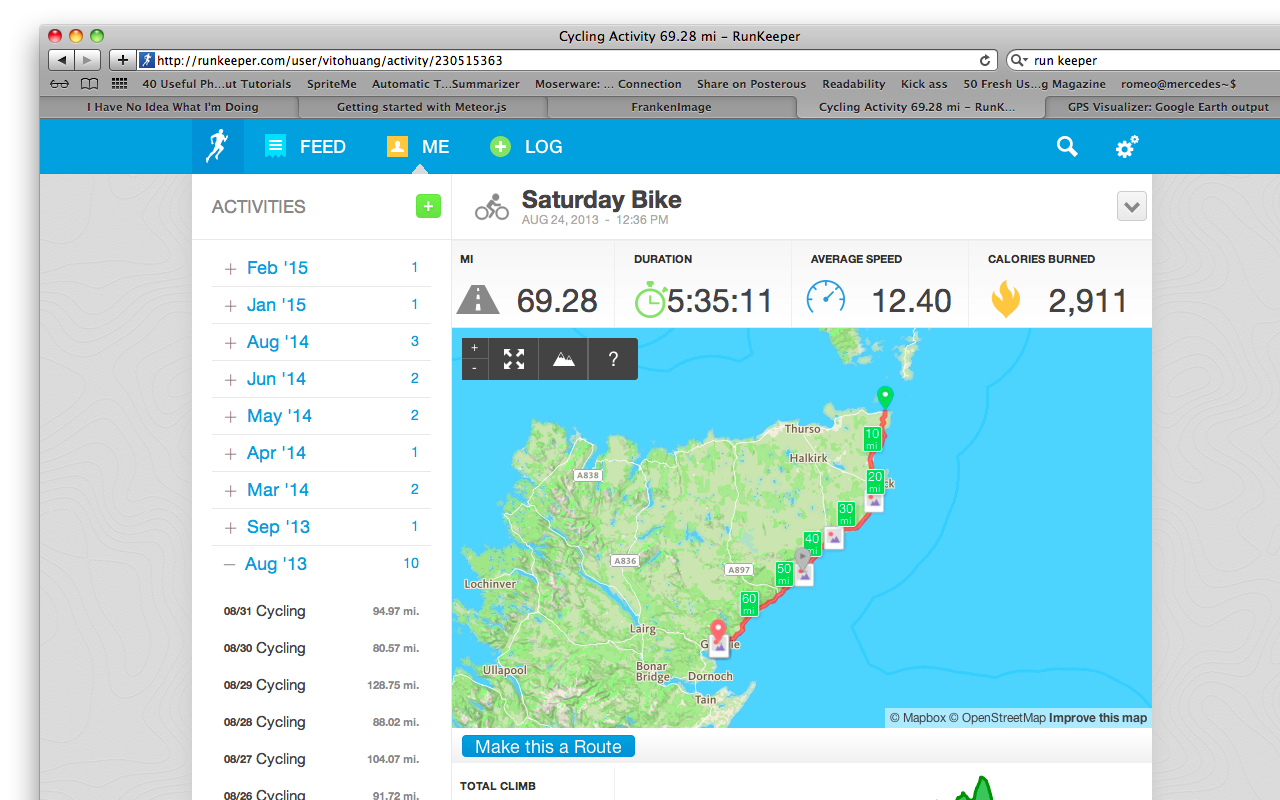 Cycling Activity 69.28 mi – RunKeeper
http://runkeeper.com/user/vitohuang/activity/230515363
run keeper
40 Useful Ph...ut Tutorials SpriteMe Automatic T...Summarizer Moserware: ... Connection Share on Posterous Readability Kick ass 50 Fresh Us...g Magazine romeo@mercedes~$
I Have No Idea What I'm Doing Getting started with Meteor.js FrankenImage Cycling Activity 69.28 mi – RunK... GPS Visualizer: Google Earth output
FEED ME LOG
ACTIVITIES +
Feb '15 1
Jan '15 1
Aug '14 3
Jun '14 2
May '14 2
Apr '14 1
Mar '14 2
Sep '13 1
Aug '13 10
08/31 Cycling 94.97 mi.
08/30 Cycling 80.57 mi.
08/29 Cycling 128.75 mi.
08/28 Cycling 88.02 mi.
08/27 Cycling 104.07 mi.
08/26 Cycling 91.72 mi.
Saturday Bike
AUG 24, 2013 - 12:36 PM
MI DURATION AVERAGE SPEED CALORIES BURNED
69.28 5:35:11 12.40 2,911
+
-
?
Thurso
Halkirk
10 mi
20 mi
30 mi
40 mi
50 mi
60 mi
A838
A836
A897
Lochinver
Lairg
Ullapool
Bonar
Bridge
Dornoch
Tain
© Mapbox © OpenStreetMap Improve this map
Make this a Route
TOTAL CLIMB